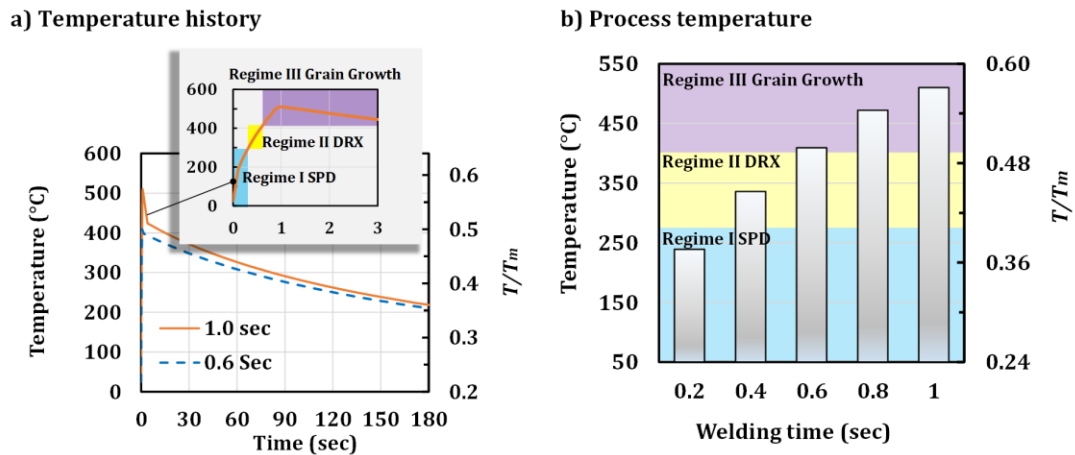 a) Temperature history
Regime III Grain Growth
600
400
200
0
Regime II DRX
Regime I SPD
0 1 2 3
Temperature (°C)
600
500
400
300
200
100
0
1.0 sec
0.6 Sec
0 30 60 90 120 150 180
Time (sec)
0.6
0.5
0.4
0.3
0.2
T/Tm
b) Process temperature
Temperature (°C)
550
450
350
250
150
50
Regime III Grain Growth
Regime II DRX
Regime I SPD
0.2 0.4 0.6 0.8 1
Welding time (sec)
0.60
0.48
0.36
0.24
T/Tm